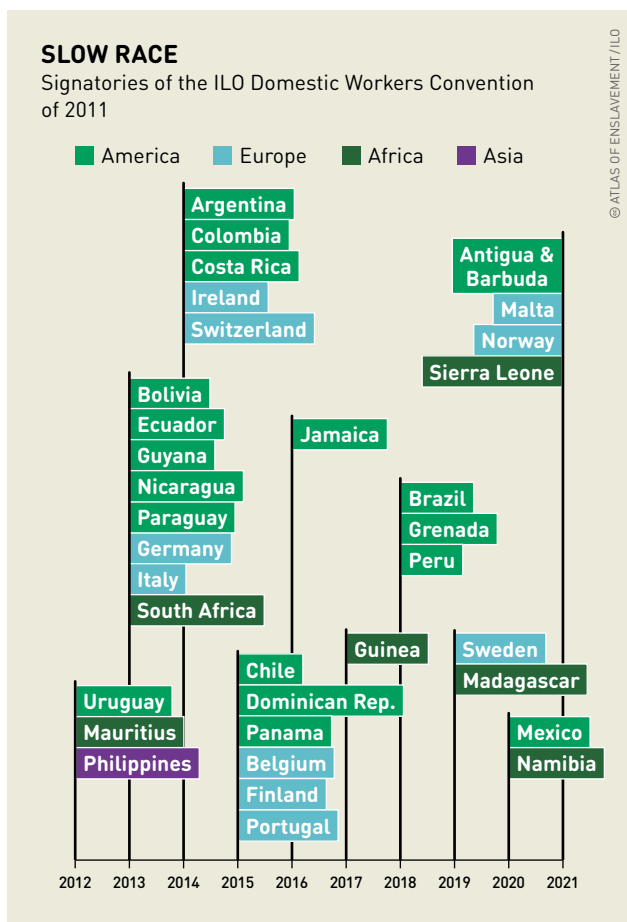 SLOW RACE
Signatories of the ILO Domestic Workers Convention
of 2011
America Europe Africa Asia
Argentina
Colombia
Costa Rica
Ireland
Switzerland
Antigua &
Barbuda
Malta
Norway
Sierra Leone
Bolivia
Ecuador
Guyana
Nicaragua
Paraguay
Germany
Italy
South Africa
Jamaica
Brazil
Grenada
Peru
Guinea
Sweden
Madagascar
Chile
Dominican Rep.
Panama
Belgium
Finland
Portugal
Uruguay
Mauritius
Philippines
Mexico
Namibia
2012 2013 2014 2015 2016 2017 2018 2019 2020 2021
🅭 ATLAS OF ENSLAVEMENT / ILO